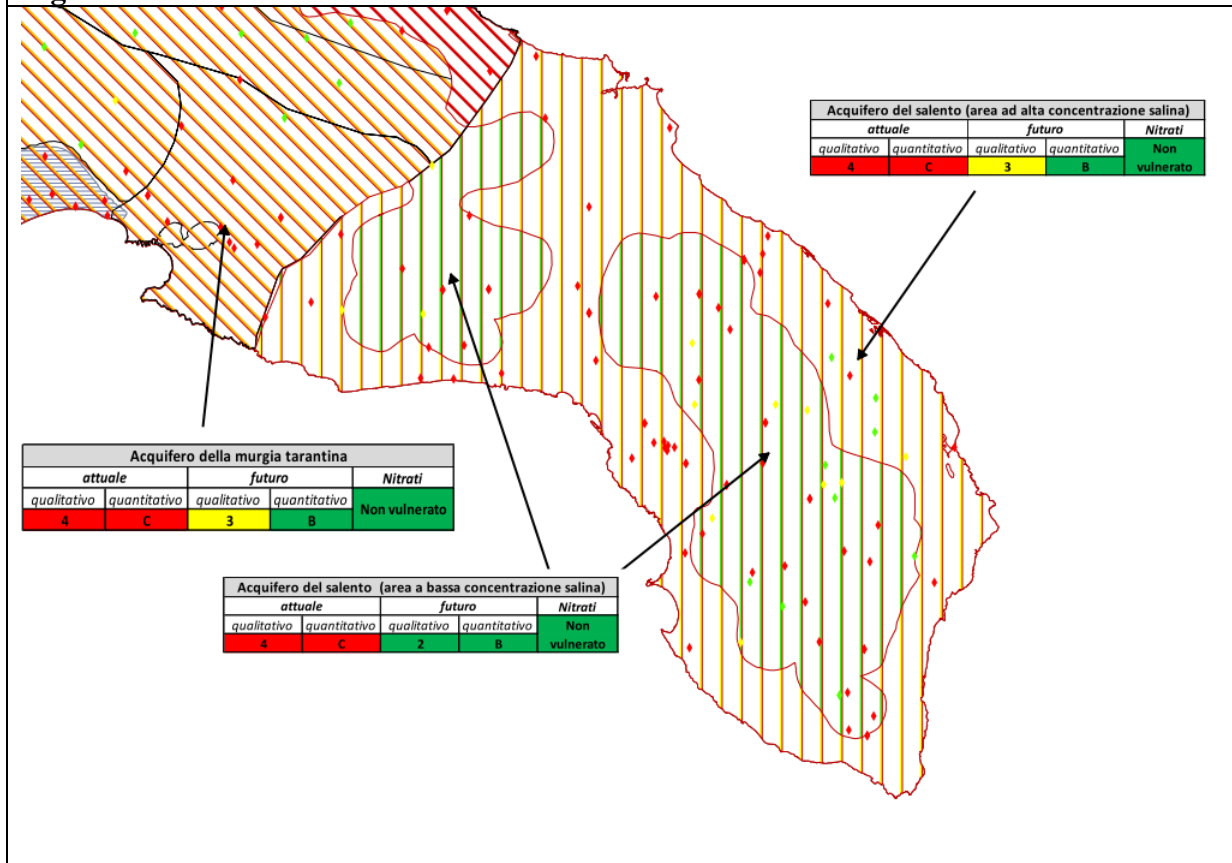 Acquifero del salento (area ad alta concentrazione salina)
attuale futuro Nitrati
qualitativo quantitativo qualitativo quantitativo Non vulnerato
4 C 3 B
Acquifero della murgia tarantina
attuale futuro Nitrati
qualitativo quantitativo qualitativo quantitativo Non vulnerato
4 C 3 B
Acquifero del salento (area a bassa concentrazione salina)
attuale futuro Nitrati
qualitativo quantitativo qualitativo quantitativo Non vulnerato
4 C 2 B